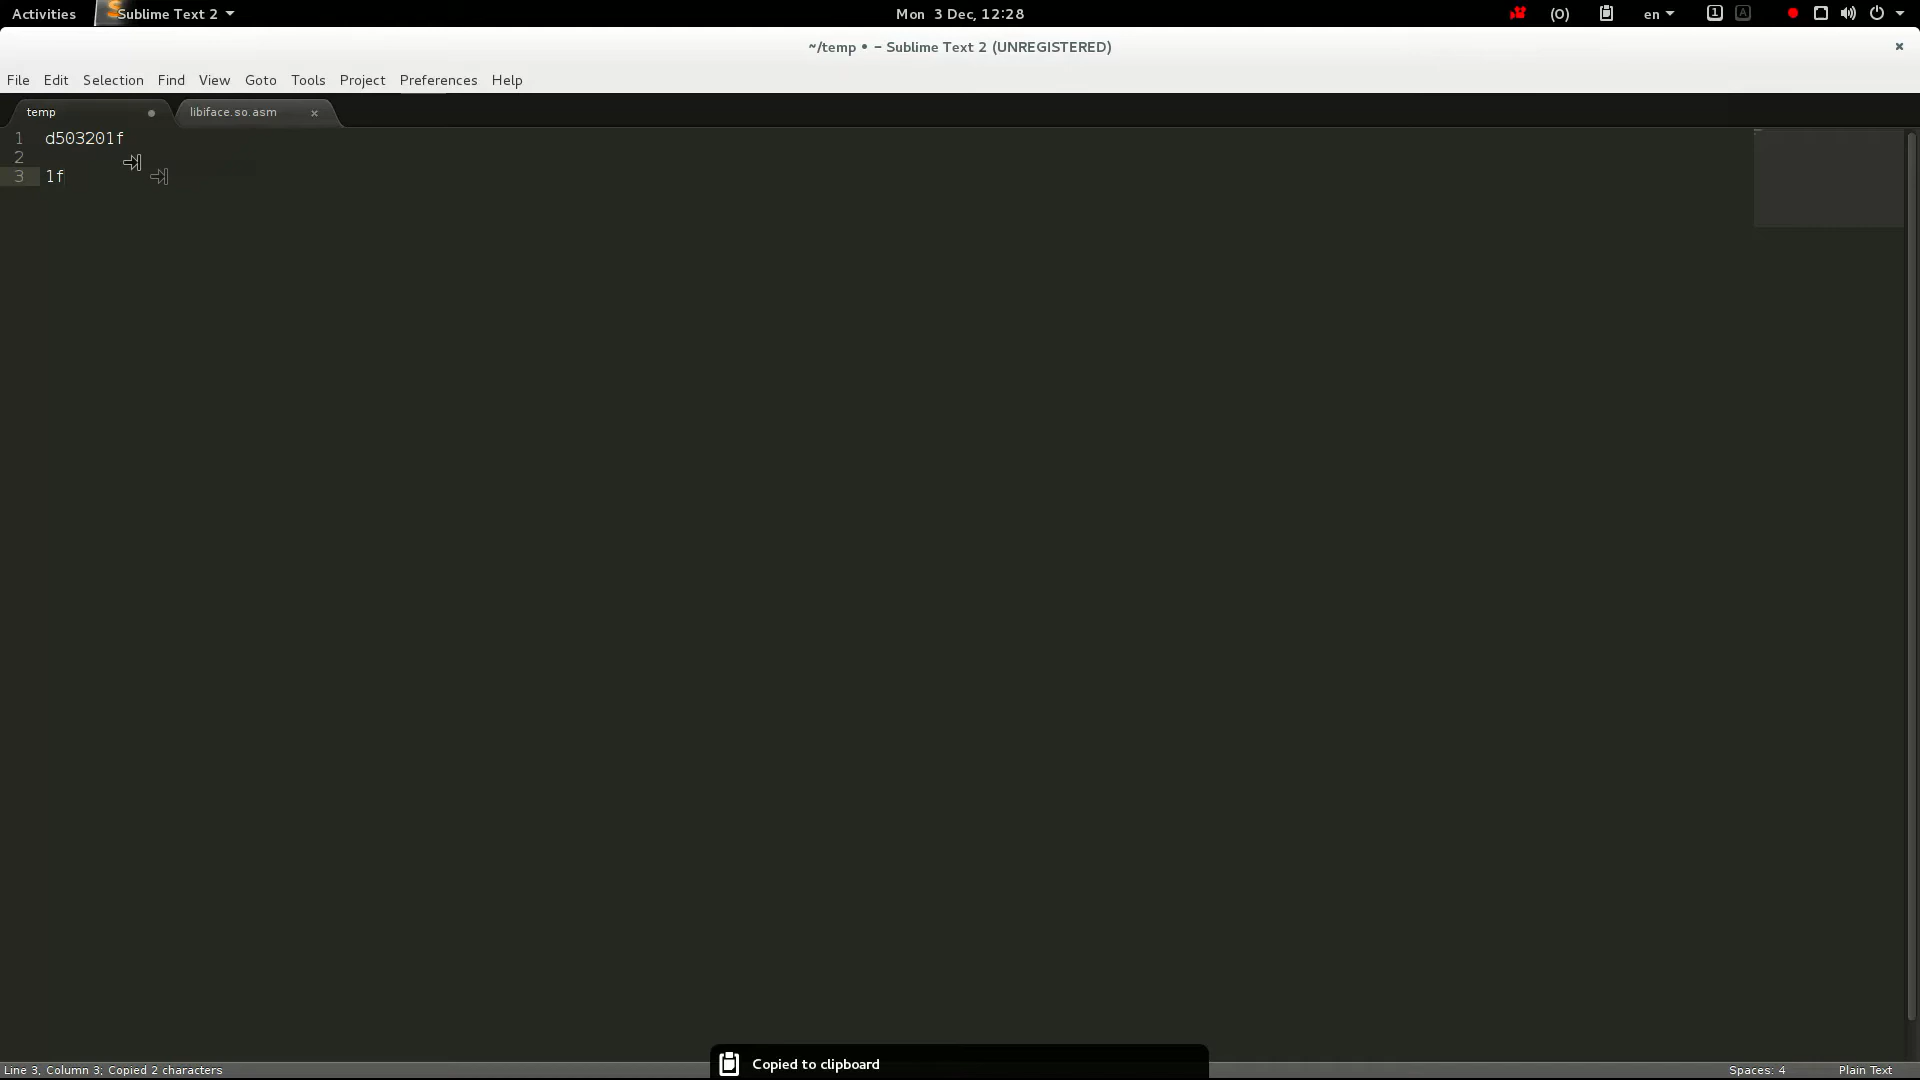 Activities Sublime Text 2 Mon 3 Dec, 12:28 (0) en 1 A
~/temp • – Sublime Text 2 (UNREGISTERED) ×
File Edit Selection Find View Goto Tools Project Preferences Help
temp • libiface.so.asm ×
1 d503201f
2
3 1f
Copied to clipboard
Line 3, Column 3; Copied 2 characters Spaces: 4 Plain Text